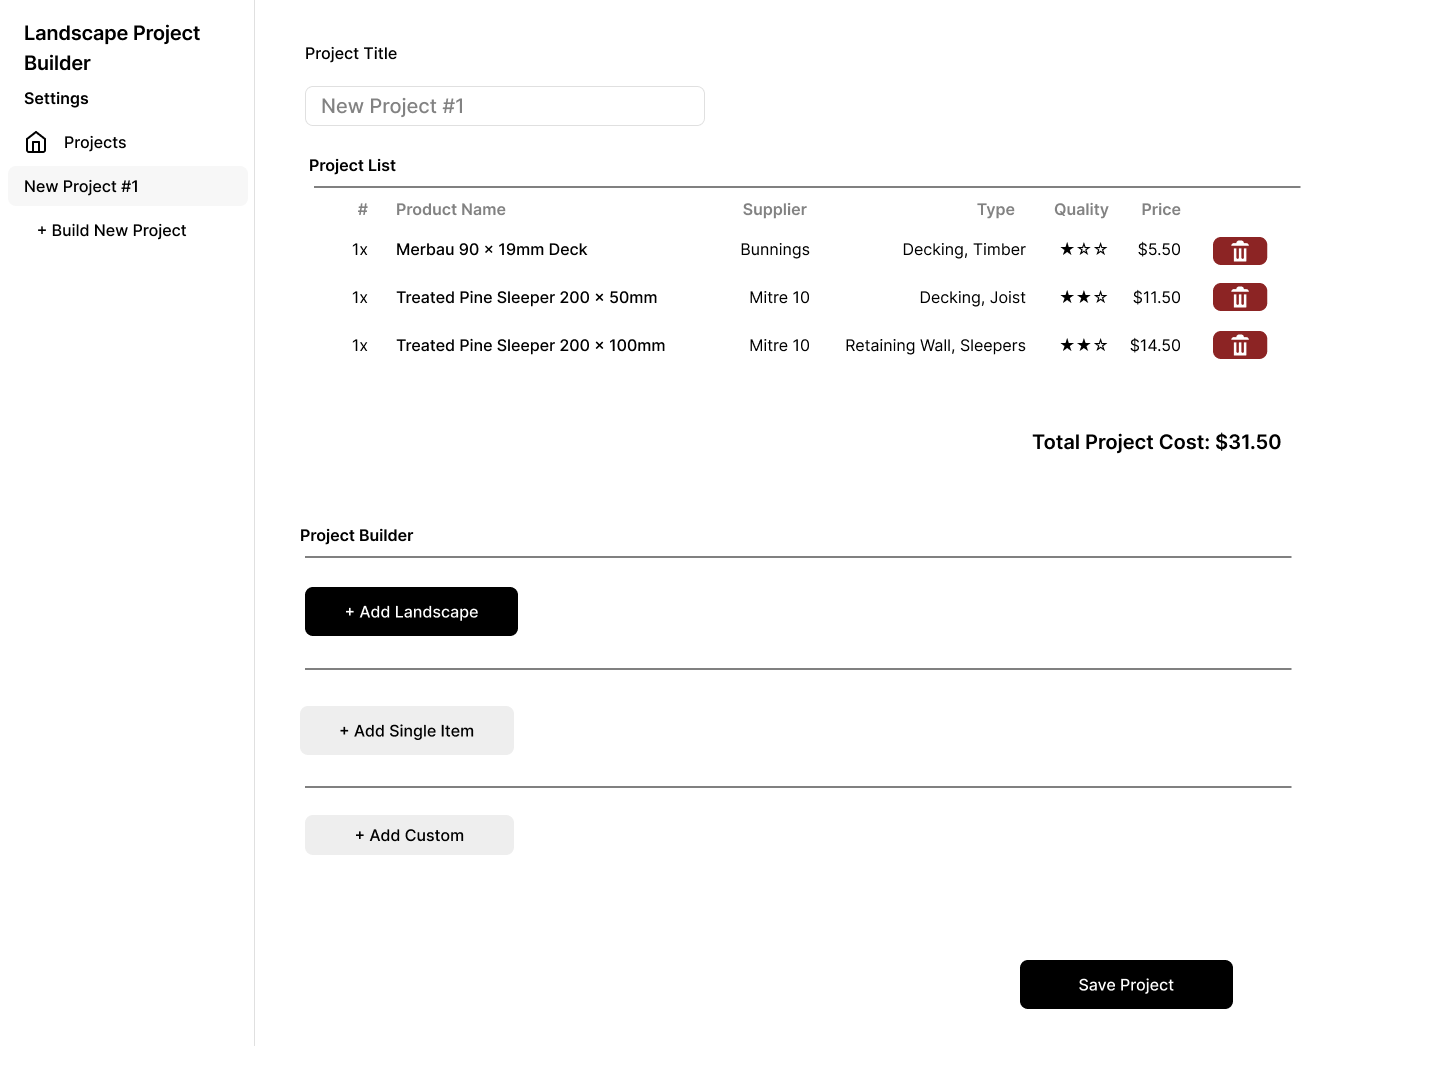 Landscape Project
Builder
Settings
Projects
New Project #1
+ Build New Project
Project Title
New Project #1
Project List
# Product Name Supplier Type Quality Price
1x Merbau 90 x 19mm Deck Bunnings Decking, Timber ★☆☆ $5.50
1x Treated Pine Sleeper 200 x 50mm Mitre 10 Decking, Joist ★★☆ $11.50
1x Treated Pine Sleeper 200 x 100mm Mitre 10 Retaining Wall, Sleepers ★★☆ $14.50
Total Project Cost: $31.50
Project Builder
+ Add Landscape
+ Add Single Item
+ Add Custom
Save Project